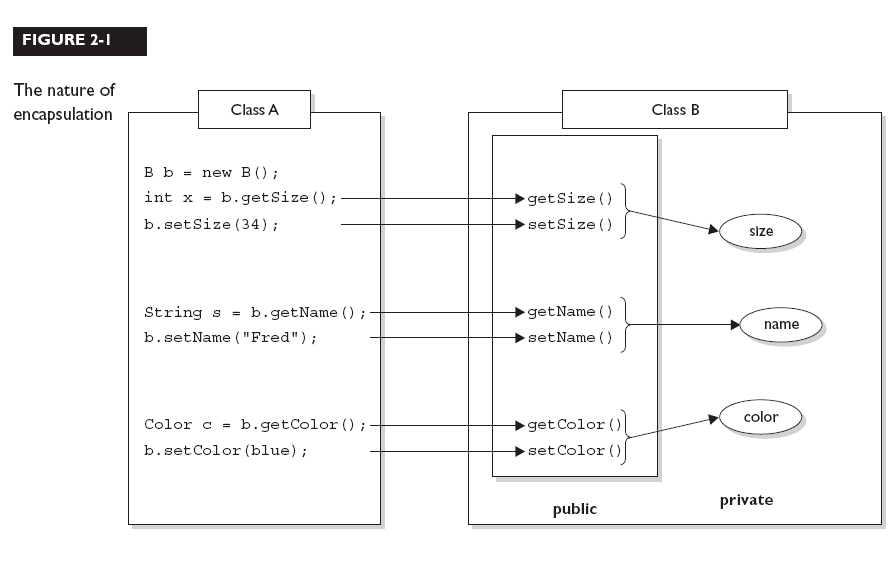 FIGURE 2-1
The nature of
encapsulation
Class A
B b = new B();
int x = b.getSize();
b.setSize(34);
String s = b.getName();
b.setName("Fred");
Color c = b.getColor();
b.setColor(blue);
Class B
getSize()
setSize()
getName()
setName()
getColor()
setColor()
public
size
name
color
private